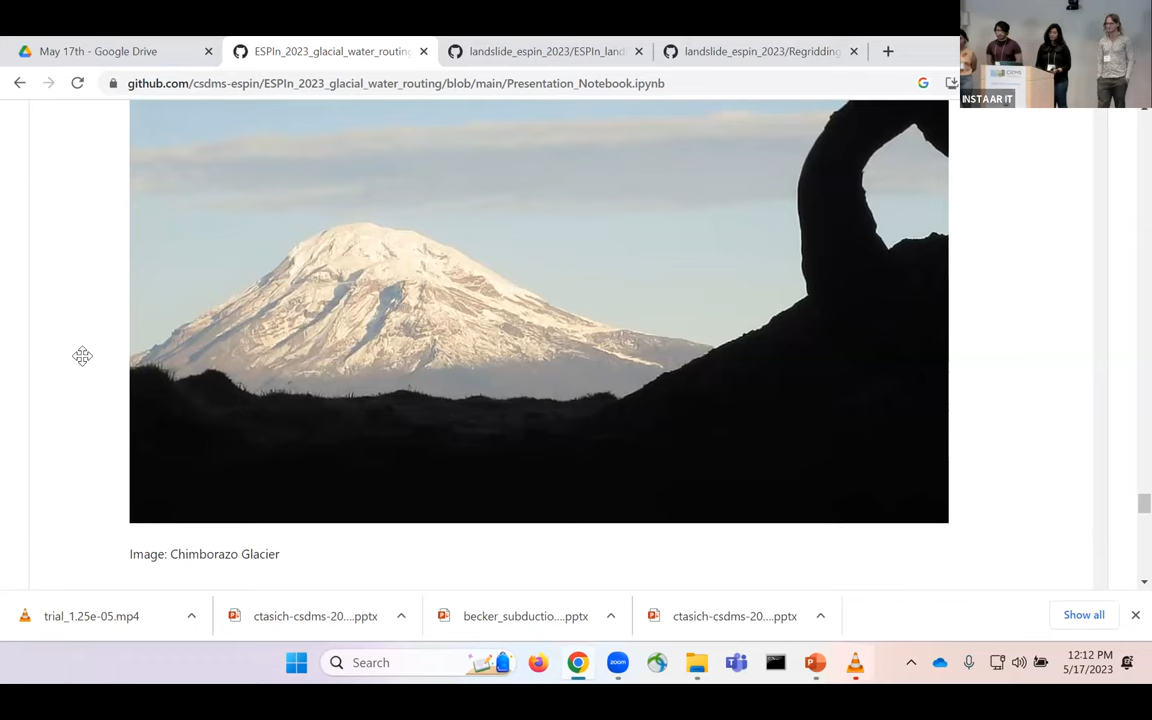 May 17th - Google Drive
ESPIn_2023_glacial_water_routing
landslide_espin_2023/ESPIn_land
landslide_espin_2023/Regridding
github.com/csdms-espin/ESPIn_2023_glacial_water_routing/blob/main/Presentation_Notebook.ipynb
INSTAAR IT
Image: Chimborazo Glacier
trial_1.25e-05.mp4
ctasich-csdms-20....pptx
becker_subductio....pptx
ctasich-csdms-20....pptx
Show all
Search
zoom
12:12 PM
5/17/2023